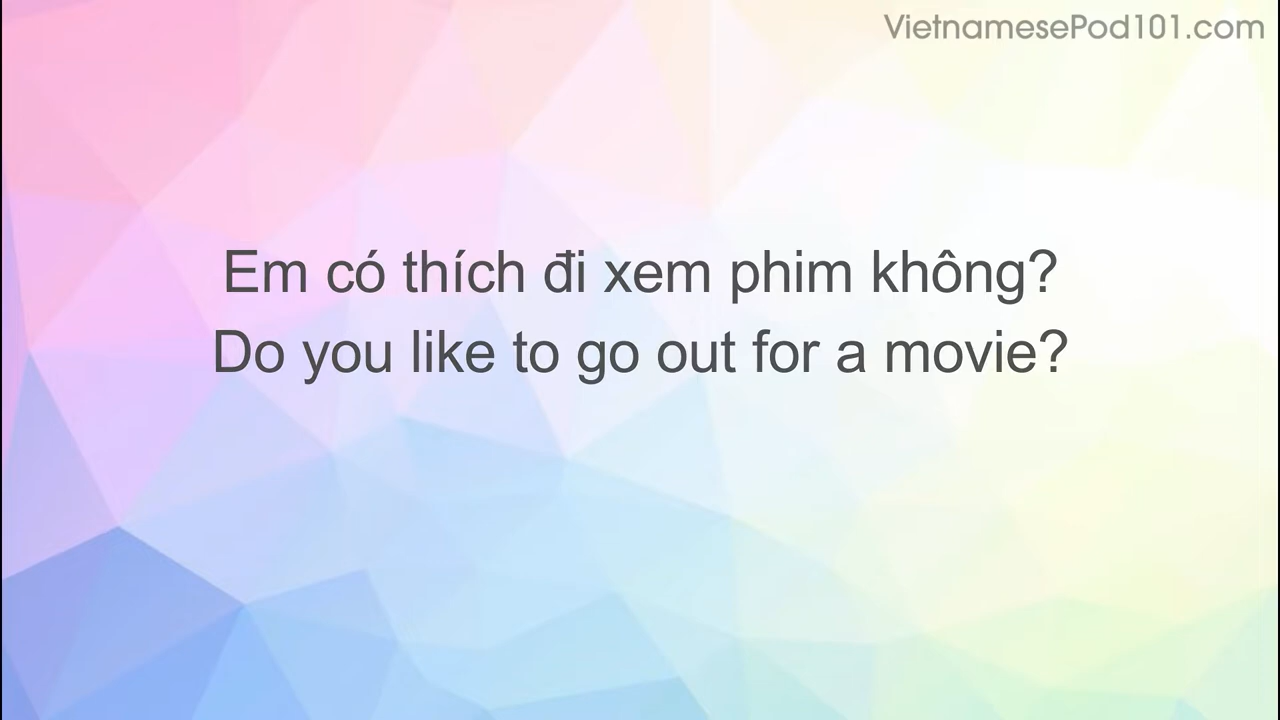 VietnamesePod101.com
Em có thích đi xem phim không?
Do you like to go out for a movie?